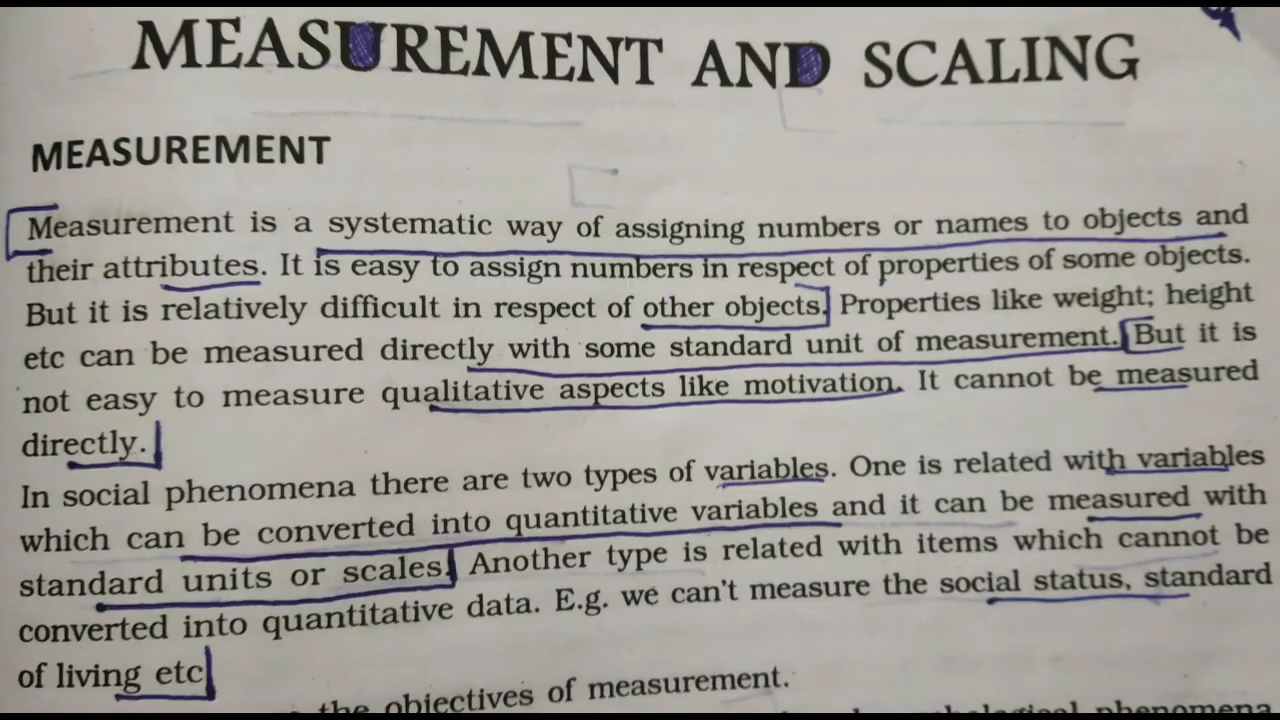 MEASUREMENT AND SCALING
MEASUREMENT
Measurement is a systematic way of assigning numbers or names to objects and
their attributes. It is easy to assign numbers in respect of properties of some objects.
But it is relatively difficult in respect of other objects. Properties like weight; height
etc can be measured directly with some standard unit of measurement. But it is
not easy to measure qualitative aspects like motivation. It cannot be measured
directly.
In social phenomena there are two types of variables. One is related with variables
which can be converted into quantitative variables and it can be measured with
standard units or scales. Another type is related with items which cannot be
converted into quantitative data. E.g. we can't measure the social status, standard
of living etc
the objectives of measurement.
phenomena